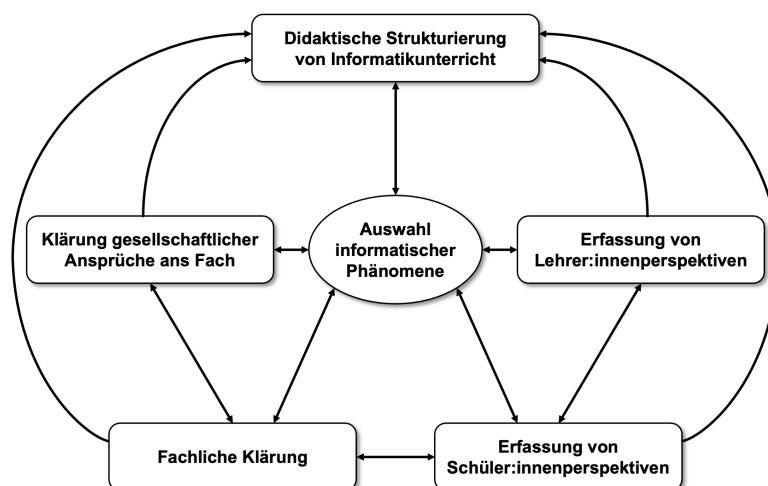 Didaktische Strukturierung
von Informatikunterricht
Klärung gesellschaftlicher
Ansprüche ans Fach
Auswahl
informatischer
Phänomene
Erfassung von
Lehrer:innenperspektiven
Fachliche Klärung
Erfassung von
Schüler:innenperspektiven